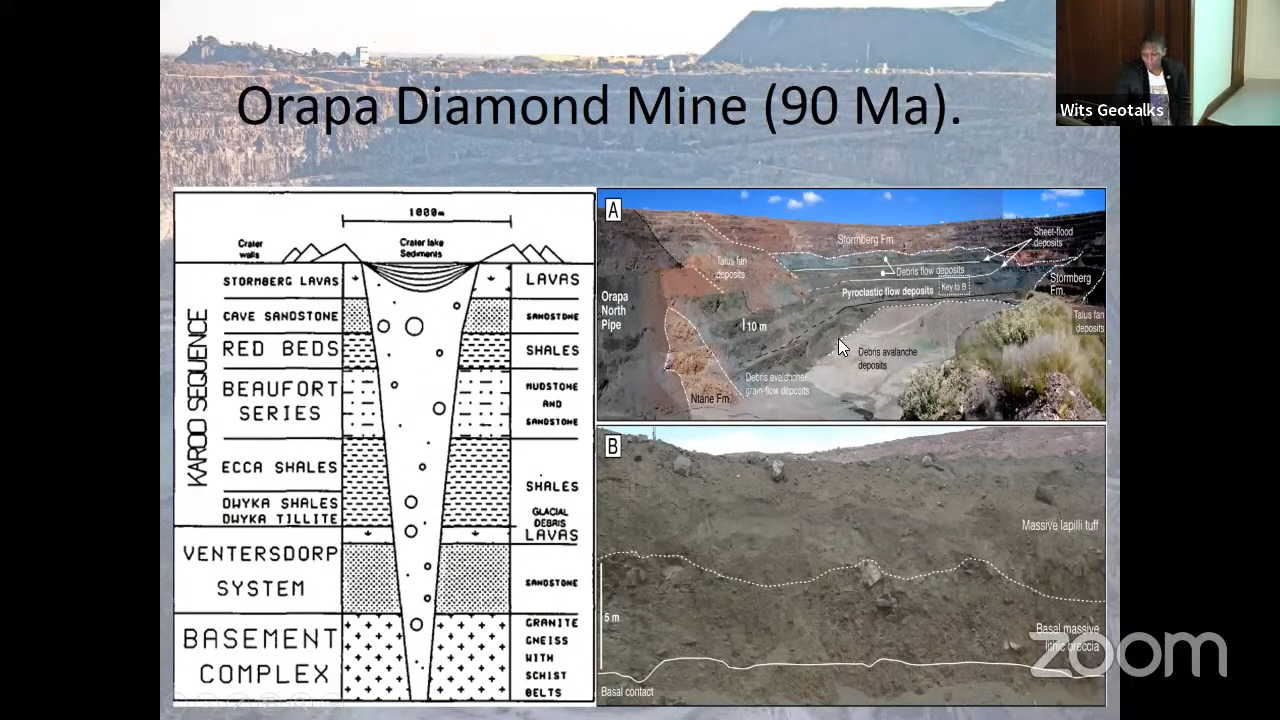 Orapa Diamond Mine (90 Ma).
Wits Geotalks
1000m
Crater
walls
Crater lake
Sediments
KAROO SEQUENCE
STORMBERG LAVAS
LAVAS
CAVE SANDSTONE
SANDSTONE
RED BEDS
SHALES
BEAUFORT
SERIES
MUDSTONE
AND
SANDSTONE
ECCA SHALES
SHALES
DWYKA SHALES
DWYKA TILLITE
GLACIAL
DEBRIS
LAVAS
VENTERSDORP
SYSTEM
SANDSTONE
BASEMENT
COMPLEX
GRANITE
GNEISS
WITH
SCHIST
BELTS
A
Stormberg Fm.
Sheet-flood
deposits
Talus fan
deposits
Debris flow deposits
Pyroclastic flow deposits
Key to B
Stormberg
Fm.
Orapa
North
Pipe
10 m
Talus fan
deposits
Debris avalanche
deposits
Debris avalanche/
grain-flow deposits
Ntane Fm.
B
Massive lapilli tuff
5 m
Basal massive
lithic breccia
Basal contact
zoom